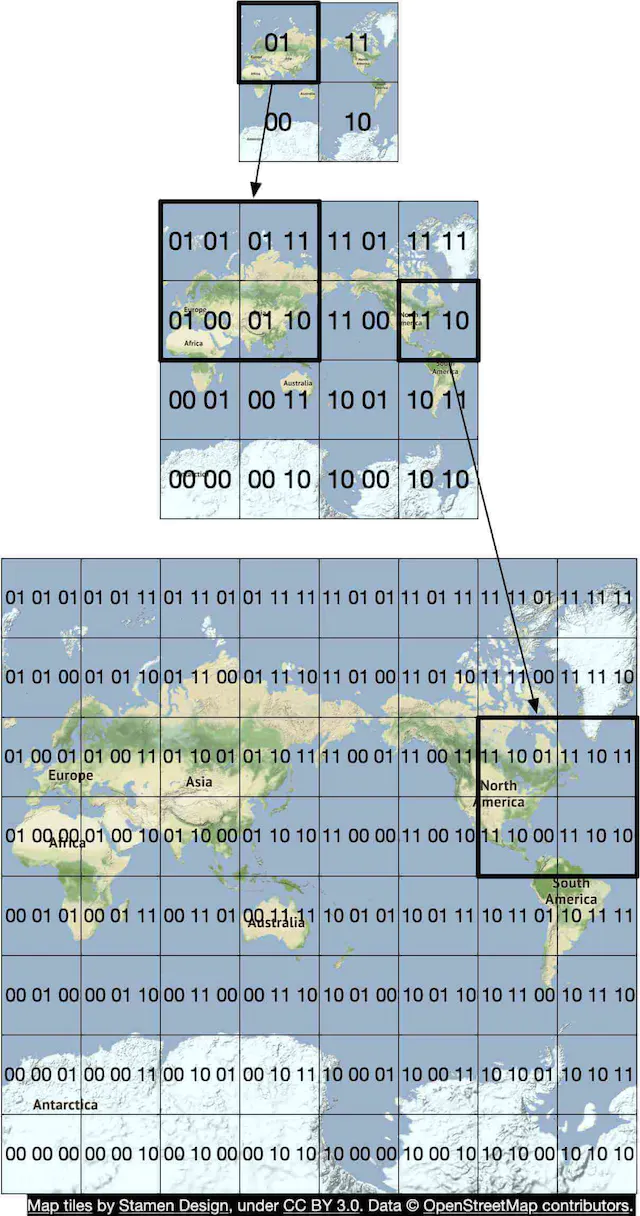 01 11
00 10
01 01 01 11 11 01 11 11
Europe
01 00 01 10 11 00 11 10
North America
Africa
South America
00 01 00 11 10 01 10 11
Australia
00 00 00 10 10 00 10 10
01 01 01 01 01 11 01 11 01 01 11 11 11 01 01 11 01 11 11 11 01 11 11 11
01 01 00 01 01 10 01 11 00 01 11 10 11 01 00 11 01 10 11 11 00 11 11 10
01 00 01 01 00 11 01 10 01 01 10 11 11 00 01 11 00 11 11 10 01 11 10 11
Europe
Asia
North
America
01 00 00 01 00 10 01 10 00 01 10 10 11 00 00 11 00 10 11 10 00 11 10 10
Africa
South
America
00 01 01 00 01 11 00 11 01 00 11 11 10 01 01 10 01 11 10 11 01 10 11 11
Australia
00 01 00 00 01 10 00 11 00 00 11 10 10 01 00 10 01 10 10 11 00 10 11 10
00 00 01 00 00 11 00 10 01 00 10 11 10 00 01 10 00 11 10 10 01 10 10 11
Antarctica
00 00 00 00 00 10 00 10 00 00 10 10 10 00 00 10 00 10 10 10 00 10 10 10
Map tiles by Stamen Design, under CC BY 3.0. Data © OpenStreetMap contributors.